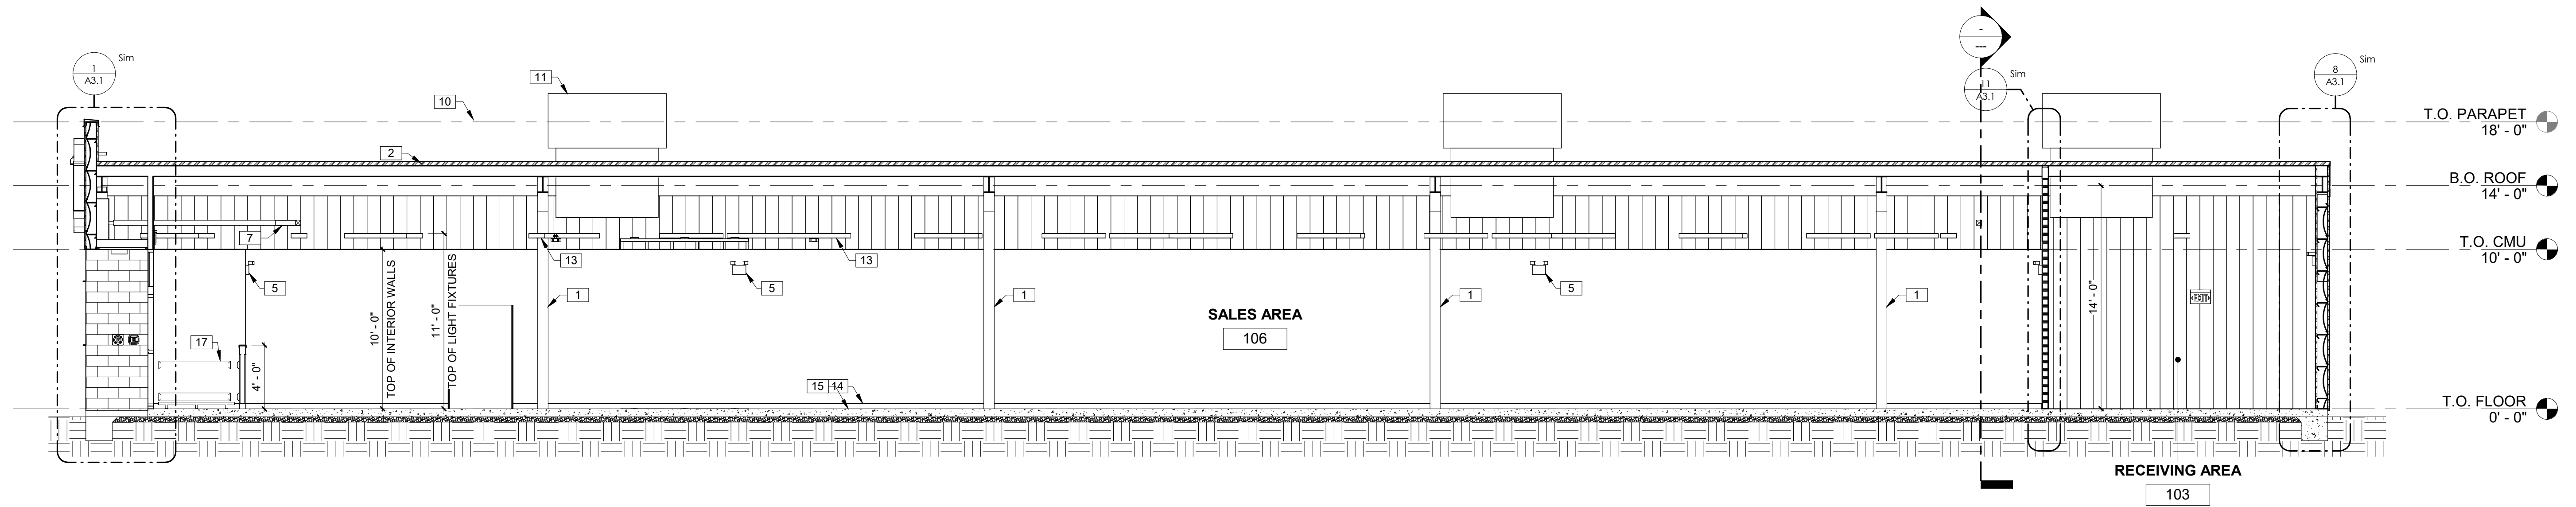 -
---
1
A3.1
Sim
11
Sim
11
A3.1
8
A3.1
Sim
10
T.O. PARAPET
18' - 0"
2
B.O. ROOF
14' - 0"
7
T.O. CMU
10' - 0"
13
13
5
5
5
1
1
1
1
10' - 0"
TOP OF INTERIOR WALLS
11' - 0"
TOP OF LIGHT FIXTURES
14' - 0"
EXIT
SALES AREA
106
17
4' - 0"
15
14
T.O. FLOOR
0' - 0"
RECEIVING AREA
103